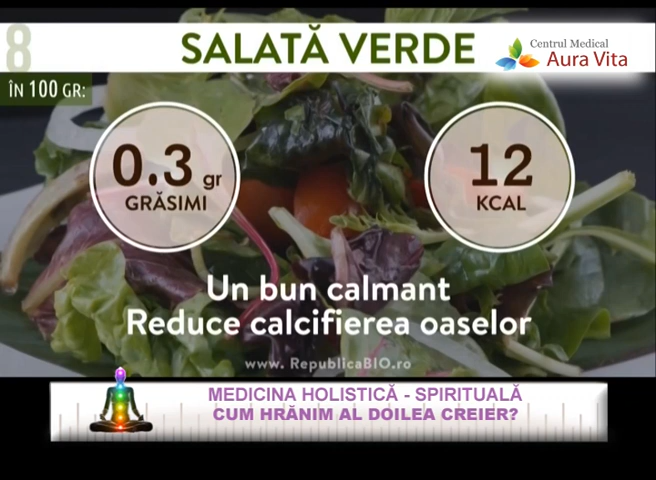 8
SALATĂ VERDE
Centrul Medical
Aura Vita
ÎN 100 GR:
0.3 gr
GRĂSIMI
12
KCAL
Un bun calmant
Reduce calcifierea oaselor
www. RepublicaBIO.ro
MEDICINA HOLISTICĂ - SPIRITUALĂ
CUM HRĂNIM AL DOILEA CREIER?